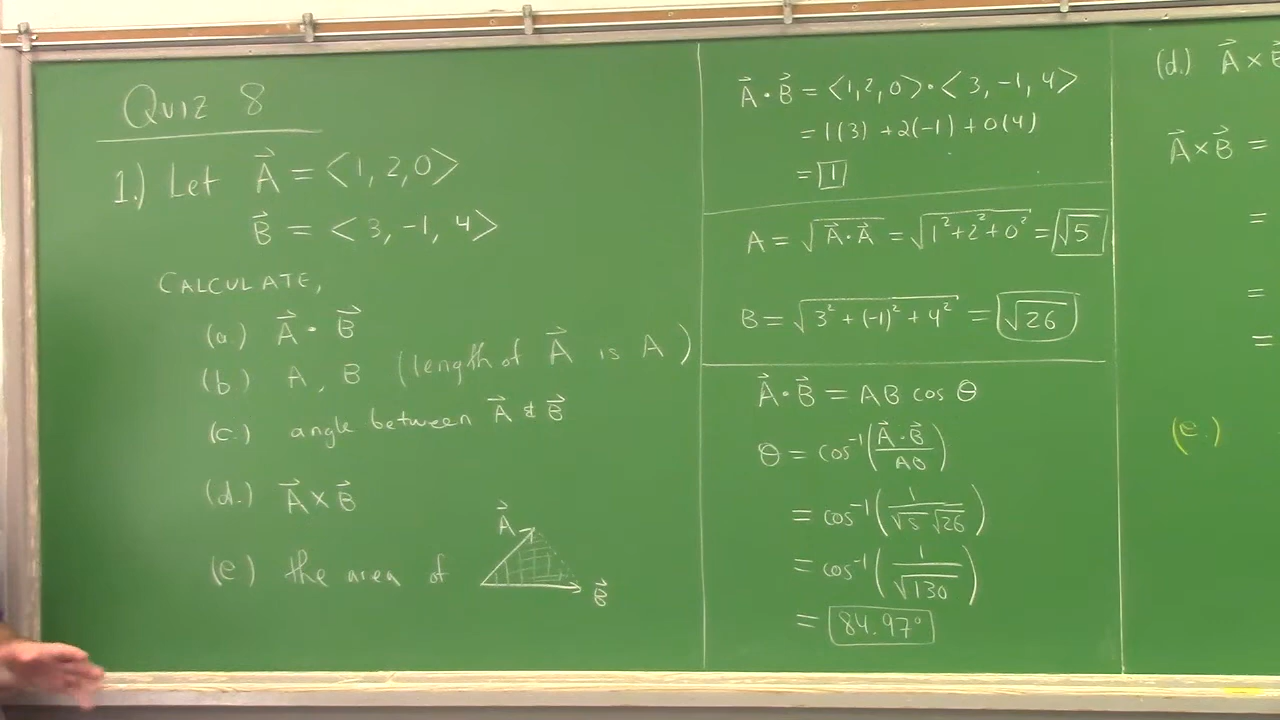 Quiz 8
1.) Let A⃗ = <1, 2, 0>
B⃗ = <3, -1, 4>
CALCULATE,
(a.) A⃗ · B⃗
(b) A, B (length of A⃗ is A)
(c.) angle between A⃗ & B⃗
(d.) A⃗ × B⃗
(e) the area of
A⃗
B⃗
A⃗ · B⃗ = <1, 2, 0> · <3, -1, 4>
= 1(3) + 2(-1) + 0(4)
= 1
A = √(A⃗ · A⃗) = √(1² + 2² + 0²) = √5
B = √(3² + (-1)² + 4²) = √26
A⃗ · B⃗ = AB cos θ
θ = cos⁻¹(A⃗ · B⃗ / AB)
= cos⁻¹(1 / √5 √26)
= cos⁻¹(1 / √130)
= 84.97°
(d.) A⃗ × B
A⃗ × B⃗ =
=
=
=
(e.)